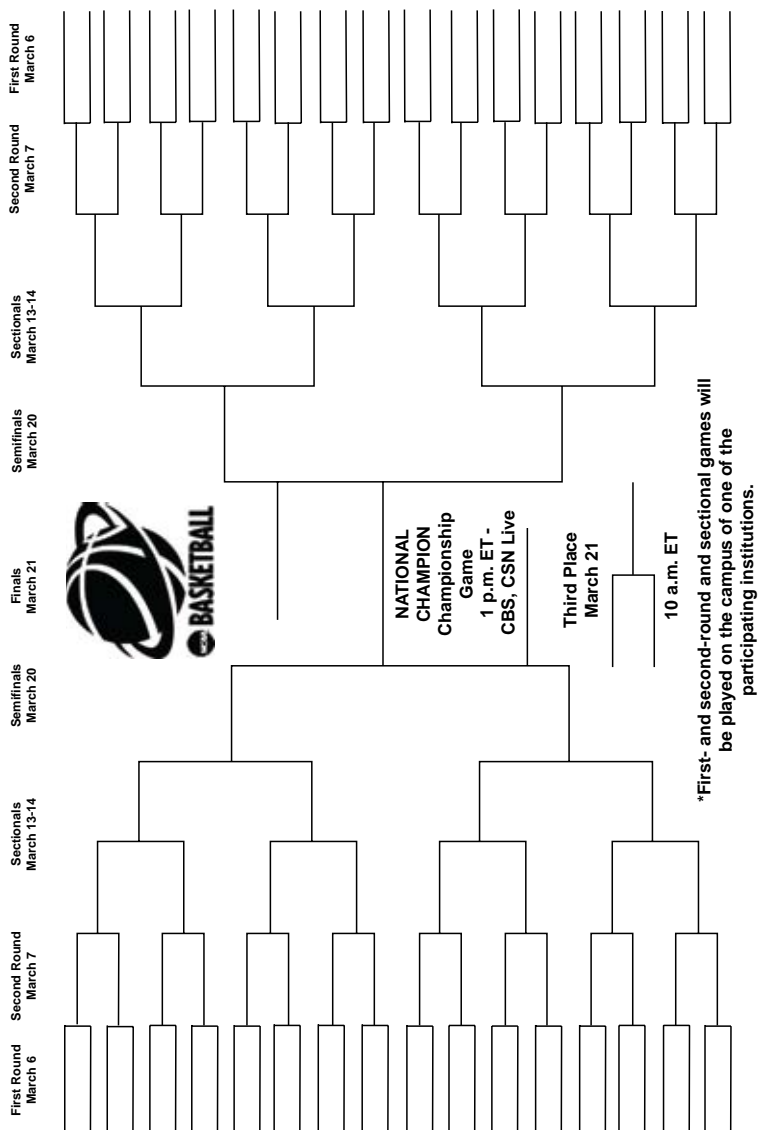 First Round
March 6
Second Round
March 7
Sectionals
March 13-14
Semifinals
March 20
Finals
March 21
Semifinals
March 20
Sectionals
March 13-14
Second Round
March 7
First Round
March 6
BASKETBALL
NATIONAL
CHAMPION
Championship
Game
1 p.m. ET -
CBS, CSN Live
Third Place
March 21
10 a.m. ET
*First- and second-round and sectional games will
be played on the campus of one of the
participating institutions.